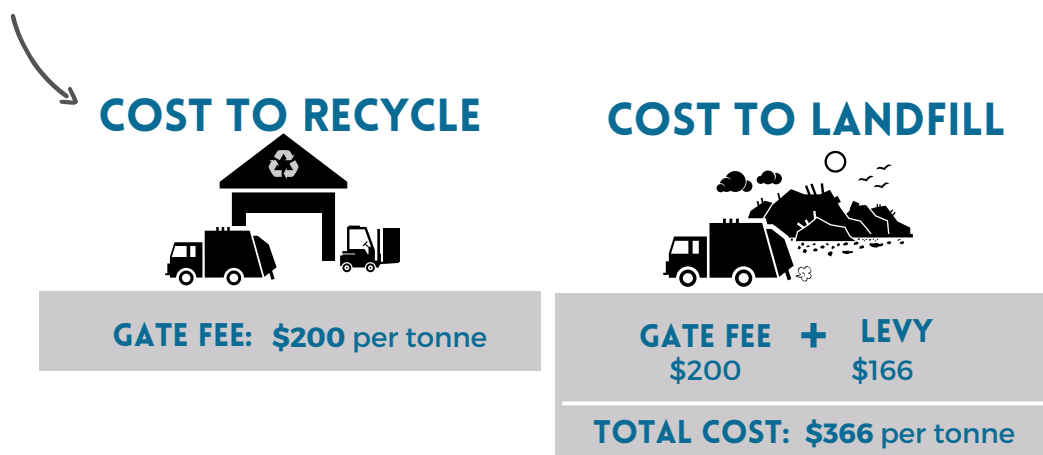 COST TO RECYCLE
GATE FEE: $200 per tonne
COST TO LANDFILL
GATE FEE + LEVY
$200 $166
TOTAL COST: $366 per tonne